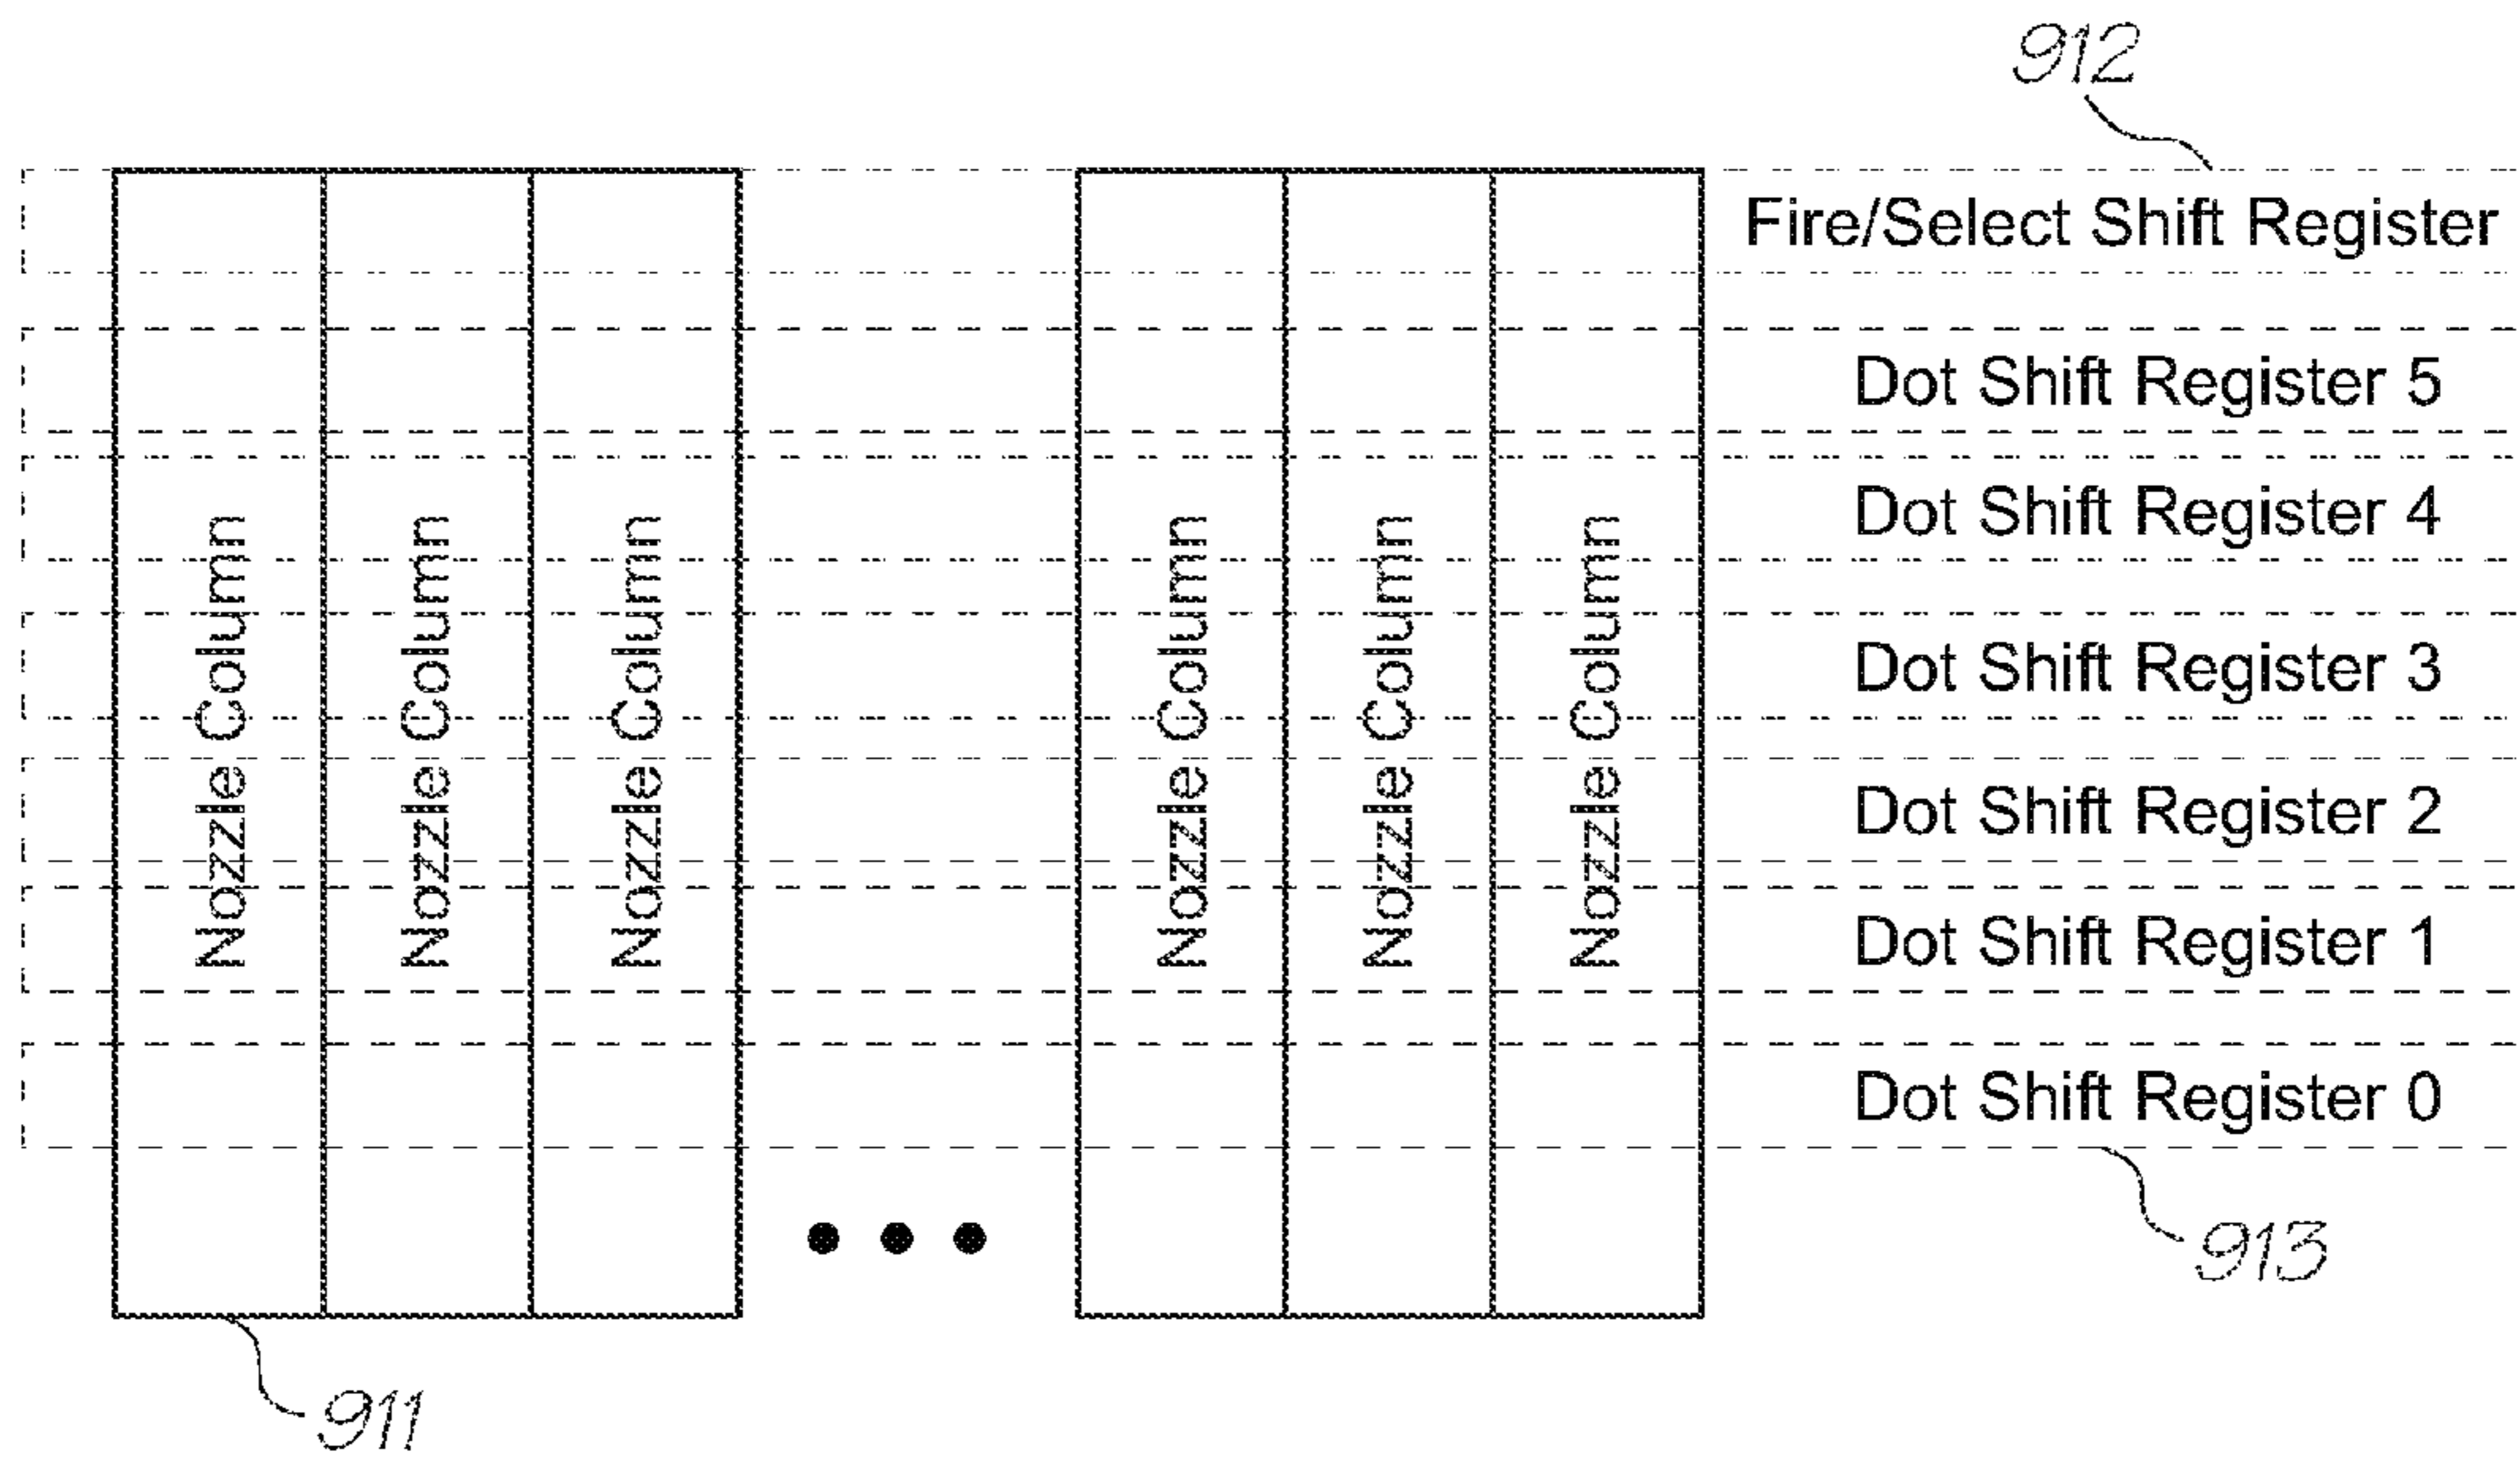 912
Fire/Select Shift Register
Dot Shift Register 5
Dot Shift Register 4
Dot Shift Register 3
Dot Shift Register 2
Dot Shift Register 1
Dot Shift Register 0
Nozzle Column
Nozzle Column
Nozzle Column
Nozzle Column
Nozzle Column
Nozzle Column
913
911